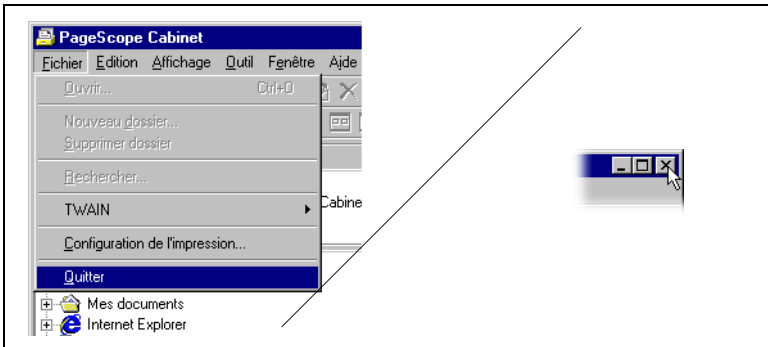 PageScope Cabinet
Fichier Edition Affichage Outil Fenêtre Aide
Ouvrir... Ctrl+O
Nouveau dossier...
Supprimer dossier
Rechercher...
TWAIN
Cabine
Configuration de l'impression...
Quitter
Mes documents
Internet Explorer